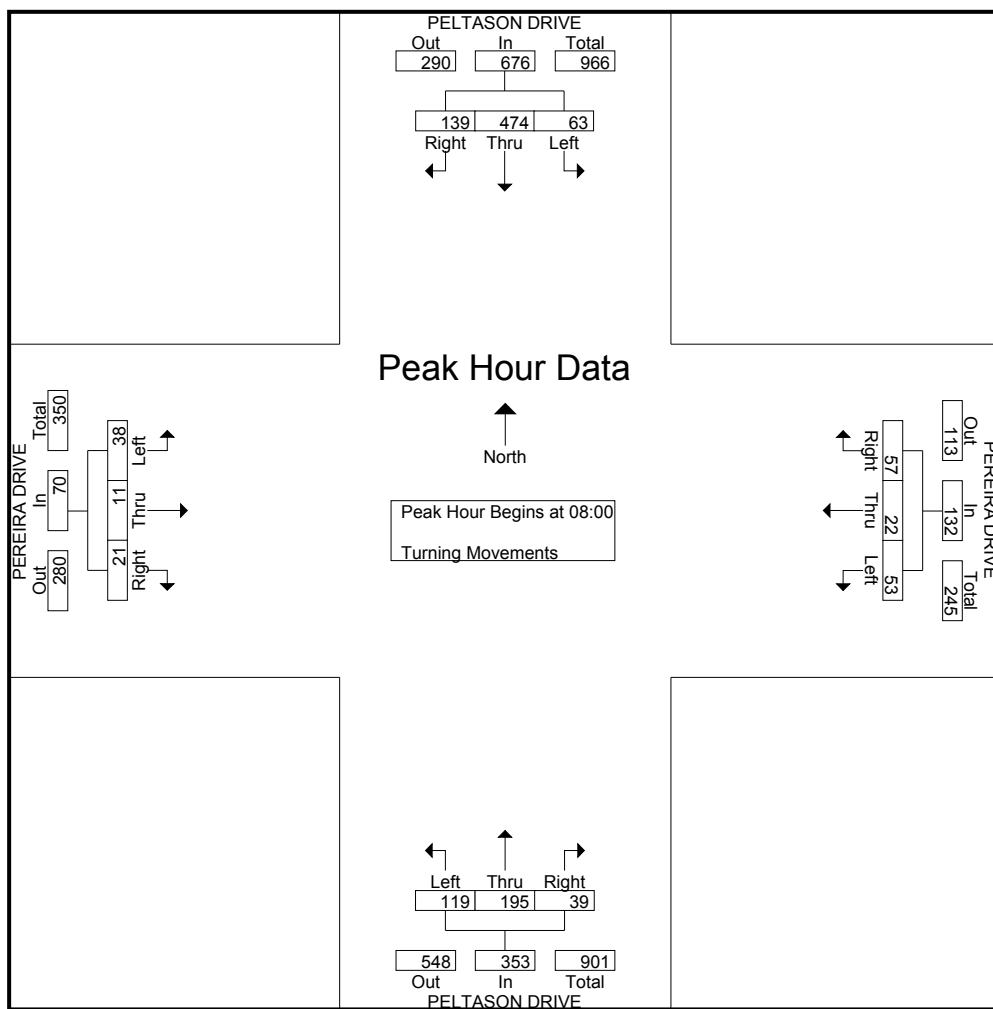 PELTASON DRIVE
Out In Total
290 676 966
139 474 63
Right Thru Left
Peak Hour Data
North
Peak Hour Begins at 08:00
Turning Movements
PEREIRA DRIVE
Out In Total
280 70 350
21 11 38
Right Thru Left
PEREIRA DRIVE
Out In Total
113 132 245
57 22 53
Right Thru Left
Left Thru Right
119 195 39
548 353 901
Out In Total
PELTASON DRIVE